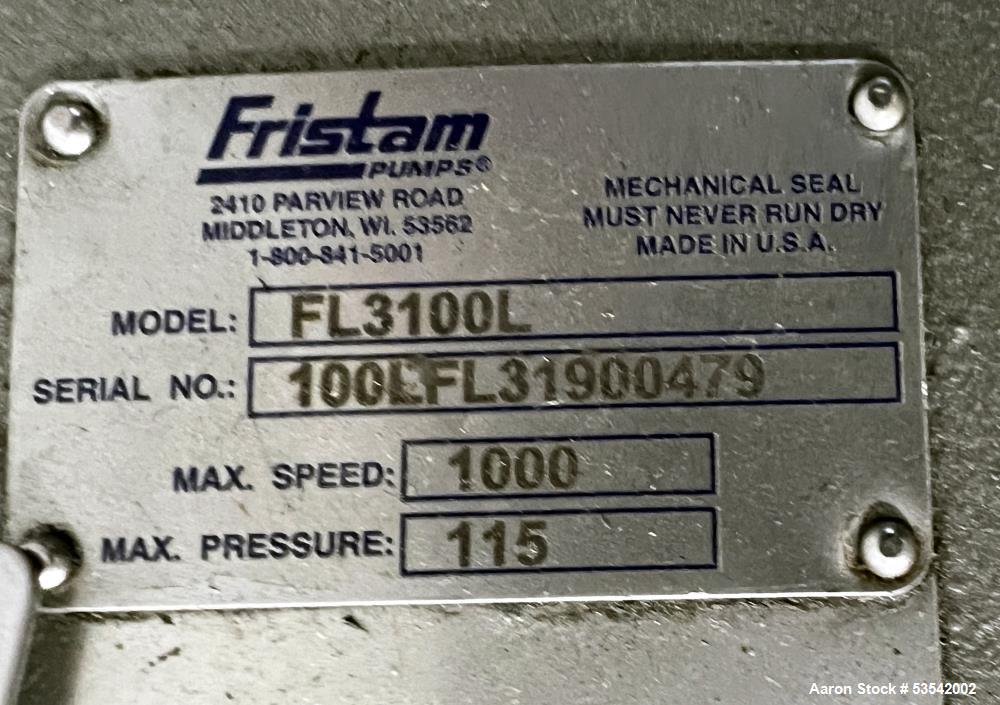 Fristam
PUMPS®
2410 PARVIEW ROAD
MIDDLETON, WI. 53562
1-800-841-5001
MECHANICAL SEAL
MUST NEVER RUN DRY
MADE IN U.S.A.
MODEL: FL3100L
SERIAL NO.: 100LFL31900479
MAX. SPEED: 1000
MAX. PRESSURE: 115
Aaron Stock # 53542002